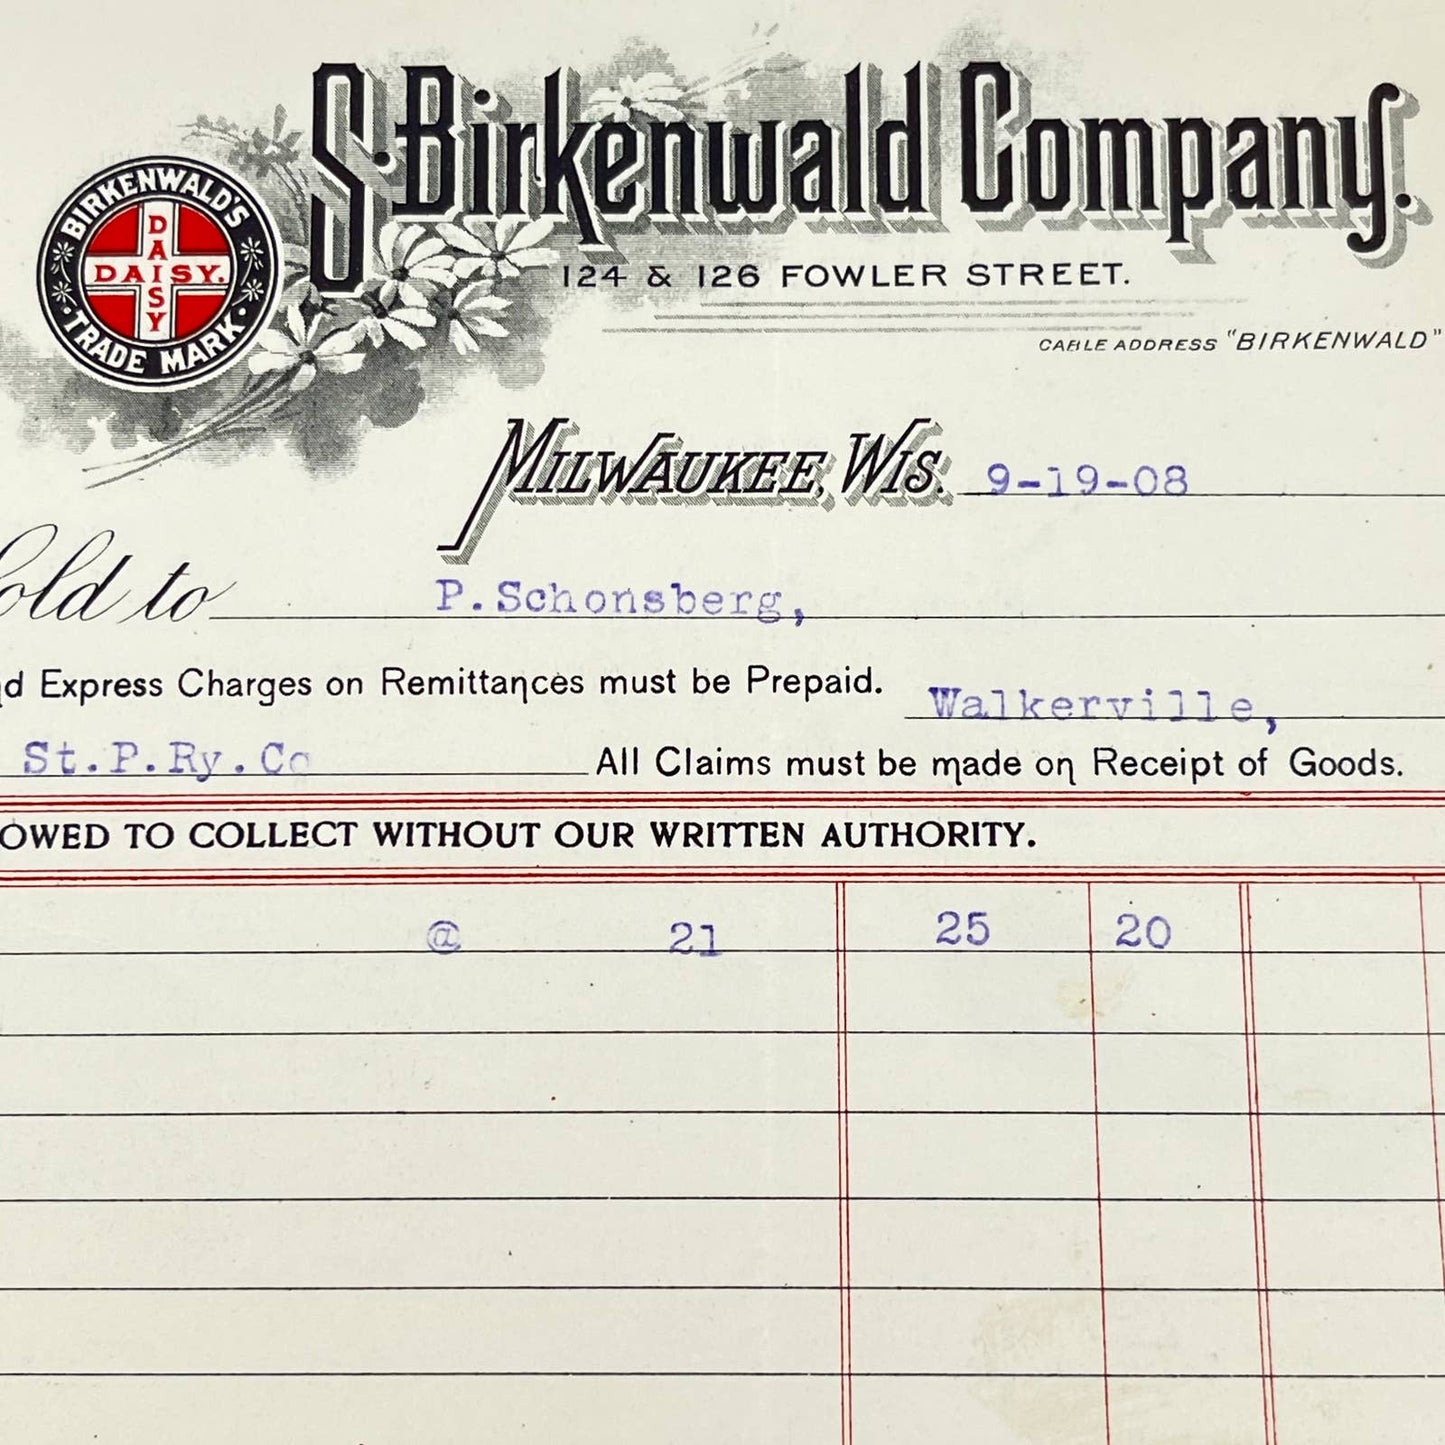 S. Birkenwald Company.
BIRKENWALD'S
DAISY
DAISY.
TRADE MARK
124 & 126 FOWLER STREET.
CABLE ADDRESS "BIRKENWALD"
MILWAUKEE, WIS. 9-19-08
old to P. Schonsberg,
d Express Charges on Remittances must be Prepaid. Walkerville,
St.P.Ry.Co All Claims must be made on Receipt of Goods.
OWED TO COLLECT WITHOUT OUR WRITTEN AUTHORITY.
@ 21 25 20